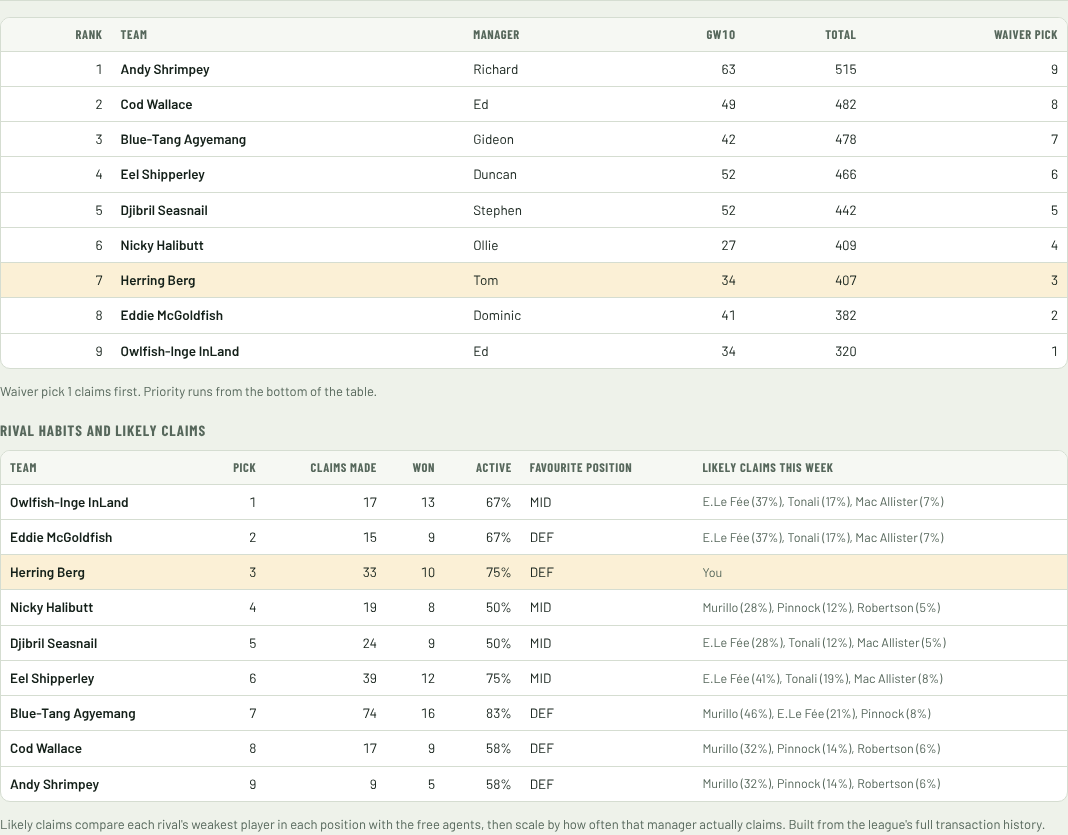 RANK TEAM MANAGER GW10 TOTAL WAIVER PICK
1 Andy Shrimpey Richard 63 515 9
2 Cod Wallace Ed 49 482 8
3 Blue-Tang Agyemang Gideon 42 478 7
4 Eel Shipperley Duncan 52 466 6
5 Djibril Seasnail Stephen 52 442 5
6 Nicky Halibutt Ollie 27 409 4
7 Herring Berg Tom 34 407 3
8 Eddie McGoldfish Dominic 41 382 2
9 Owlfish-Inge InLand Ed 34 320 1
Waiver pick 1 claims first. Priority runs from the bottom of the table.
RIVAL HABITS AND LIKELY CLAIMS
TEAM PICK CLAIMS MADE WON ACTIVE FAVOURITE POSITION LIKELY CLAIMS THIS WEEK
Owlfish-Inge InLand 1 17 13 67% MID E.Le Fée (37%), Tonali (17%), Mac Allister (7%)
Eddie McGoldfish 2 15 9 67% DEF E.Le Fée (37%), Tonali (17%), Mac Allister (7%)
Herring Berg 3 33 10 75% DEF You
Nicky Halibutt 4 19 8 50% MID Murillo (28%), Pinnock (12%), Robertson (5%)
Djibril Seasnail 5 24 9 50% MID E.Le Fée (28%), Tonali (12%), Mac Allister (5%)
Eel Shipperley 6 39 12 75% MID E.Le Fée (41%), Tonali (19%), Mac Allister (8%)
Blue-Tang Agyemang 7 74 16 83% DEF Murillo (46%), E.Le Fée (21%), Pinnock (8%)
Cod Wallace 8 17 9 58% DEF Murillo (32%), Pinnock (14%), Robertson (6%)
Andy Shrimpey 9 9 5 58% DEF Murillo (32%), Pinnock (14%), Robertson (6%)
Likely claims compare each rival's weakest player in each position with the free agents, then scale by how often that manager actually claims. Built from the league's full transaction history.